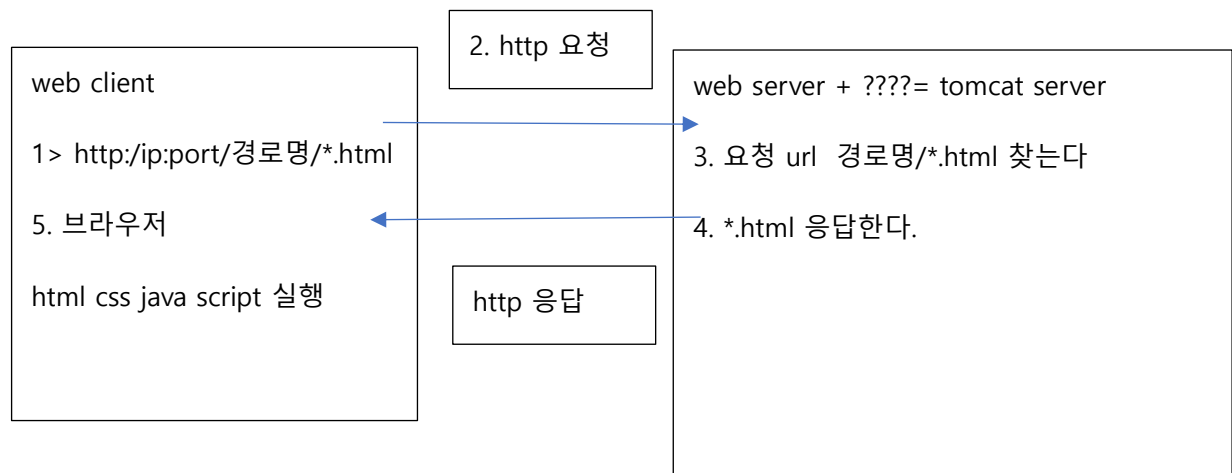 2. http 요청
web client
1> http:/ip:port/경로명/*.html
5. 브라우저
html css java script 실행
web server + ????= tomcat server
3. 요청 url 경로명/*.html 찾는다
4. *.html 응답한다.
http 응답